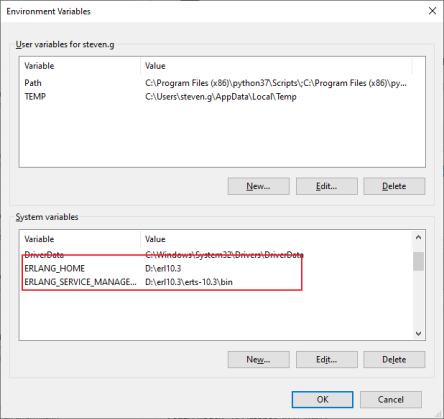 Environment Variables
User variables for steven.g
Variable Value
Path C:\Program Files (x86)\python37\Scripts\;C:\Program Files (x86)\py...
TEMP C:\Users\steven.g\AppData\Local\Temp
New... Edit... Delete
System variables
Variable Value
DriverData C:\Windows\System32\Drivers\DriverData
ERLANG_HOME D:\erl10.3
ERLANG_SERVICE_MANAGE... D:\erl10.3\erts-10.3\bin
New... Edit... Delete
OK Cancel